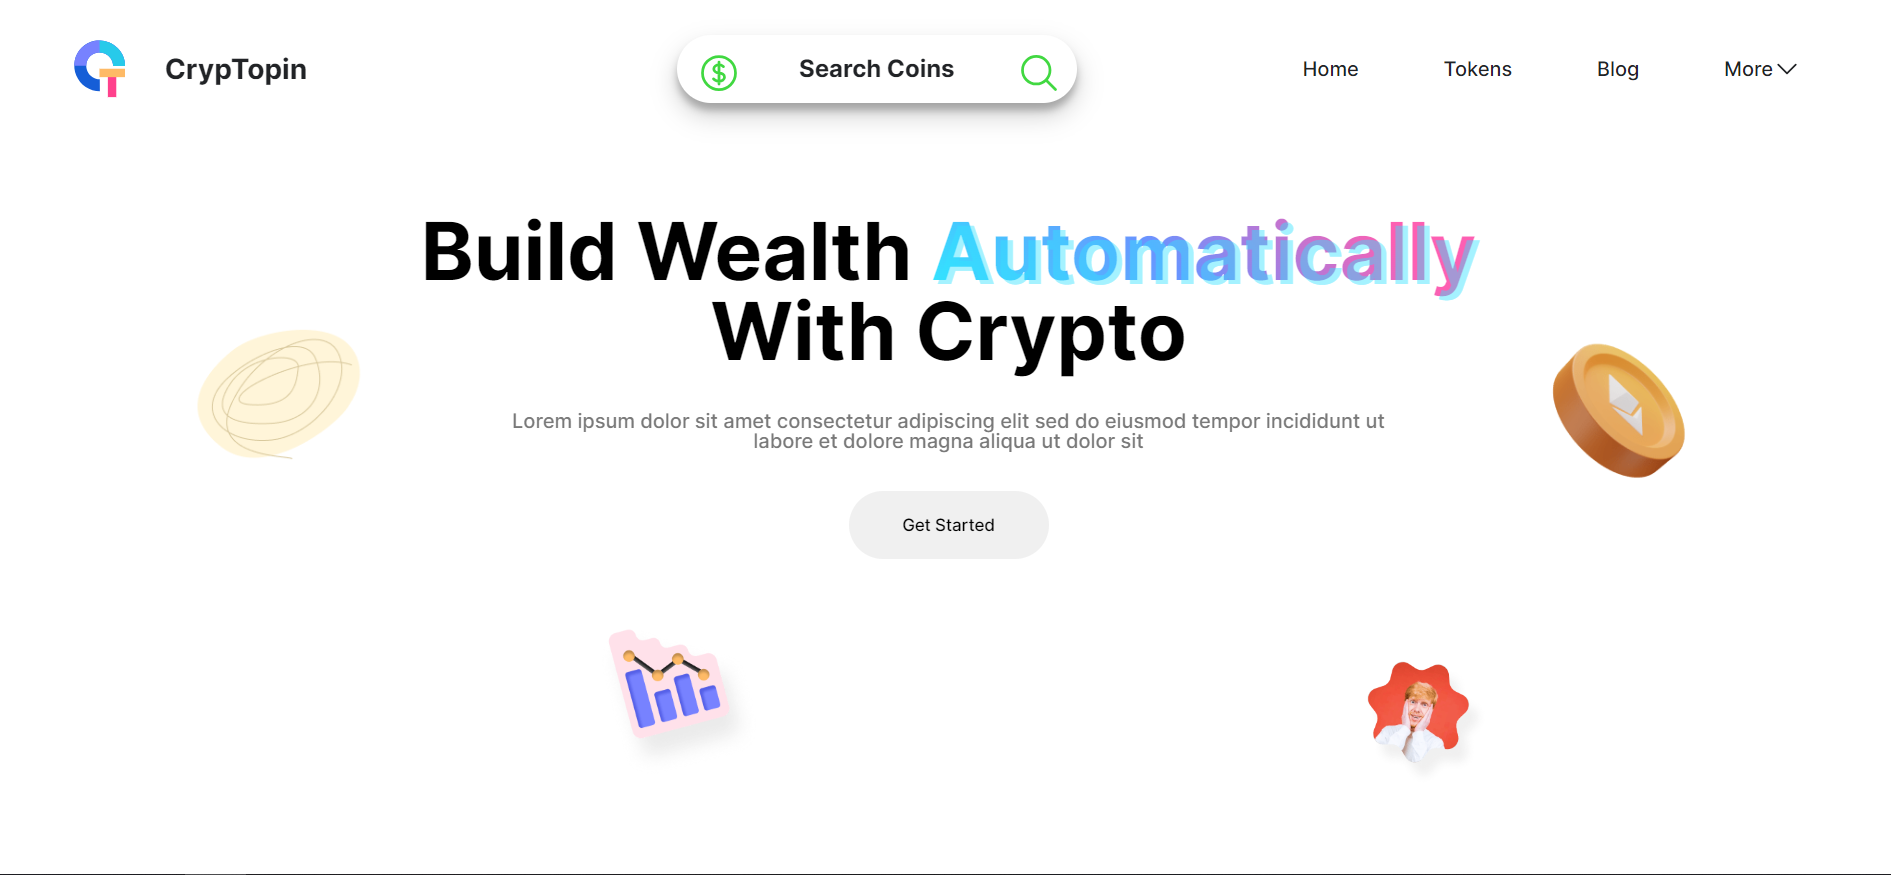 CrypTopin
Search Coins
Home
Tokens
Blog
More
Build Wealth Automatically
With Crypto
Lorem ipsum dolor sit amet consectetur adipiscing elit sed do eiusmod tempor incididunt ut
labore et dolore magna aliqua ut dolor sit
Get Started